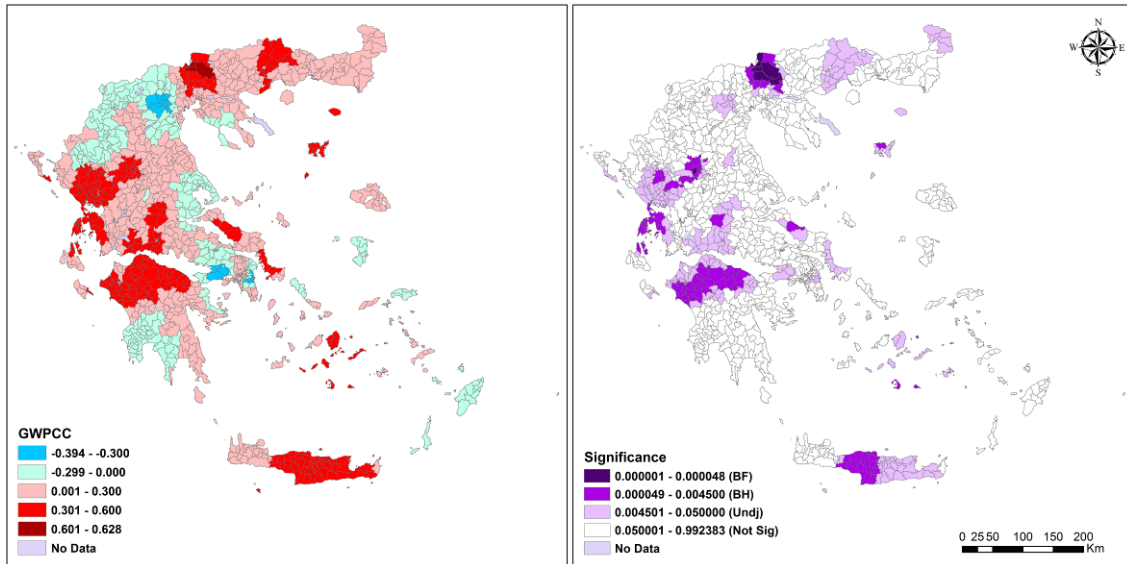 GWPCC
-0.394 - -0.300
-0.299 - 0.000
0.001 - 0.300
0.301 - 0.600
0.601 - 0.628
No Data
N
W E
S
Significance
0.000001 - 0.000048 (BF)
0.000049 - 0.004500 (BH)
0.004501 - 0.050000 (Undj)
0.050001 - 0.992383 (Not Sig)
No Data
0 25 50 100 150 200
Km